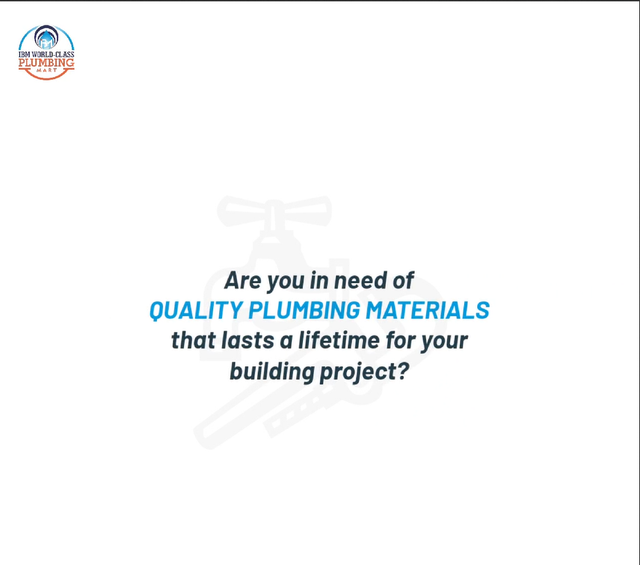 IBM WORLD-CLASS
PLUMBING
MART
Are you in need of
QUALITY PLUMBING MATERIALS
that lasts a lifetime for your
building project?